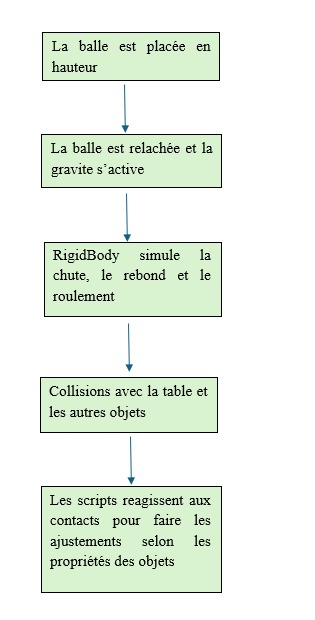 La balle est placée en
hauteur
La balle est relachée et la
gravite s’active
RigidBody simule la
chute, le rebond et le
roulement
Collisions avec la table et
les autres objets
Les scripts reagissent aux
contacts pour faire les
ajustements selon les
propriétés des objets